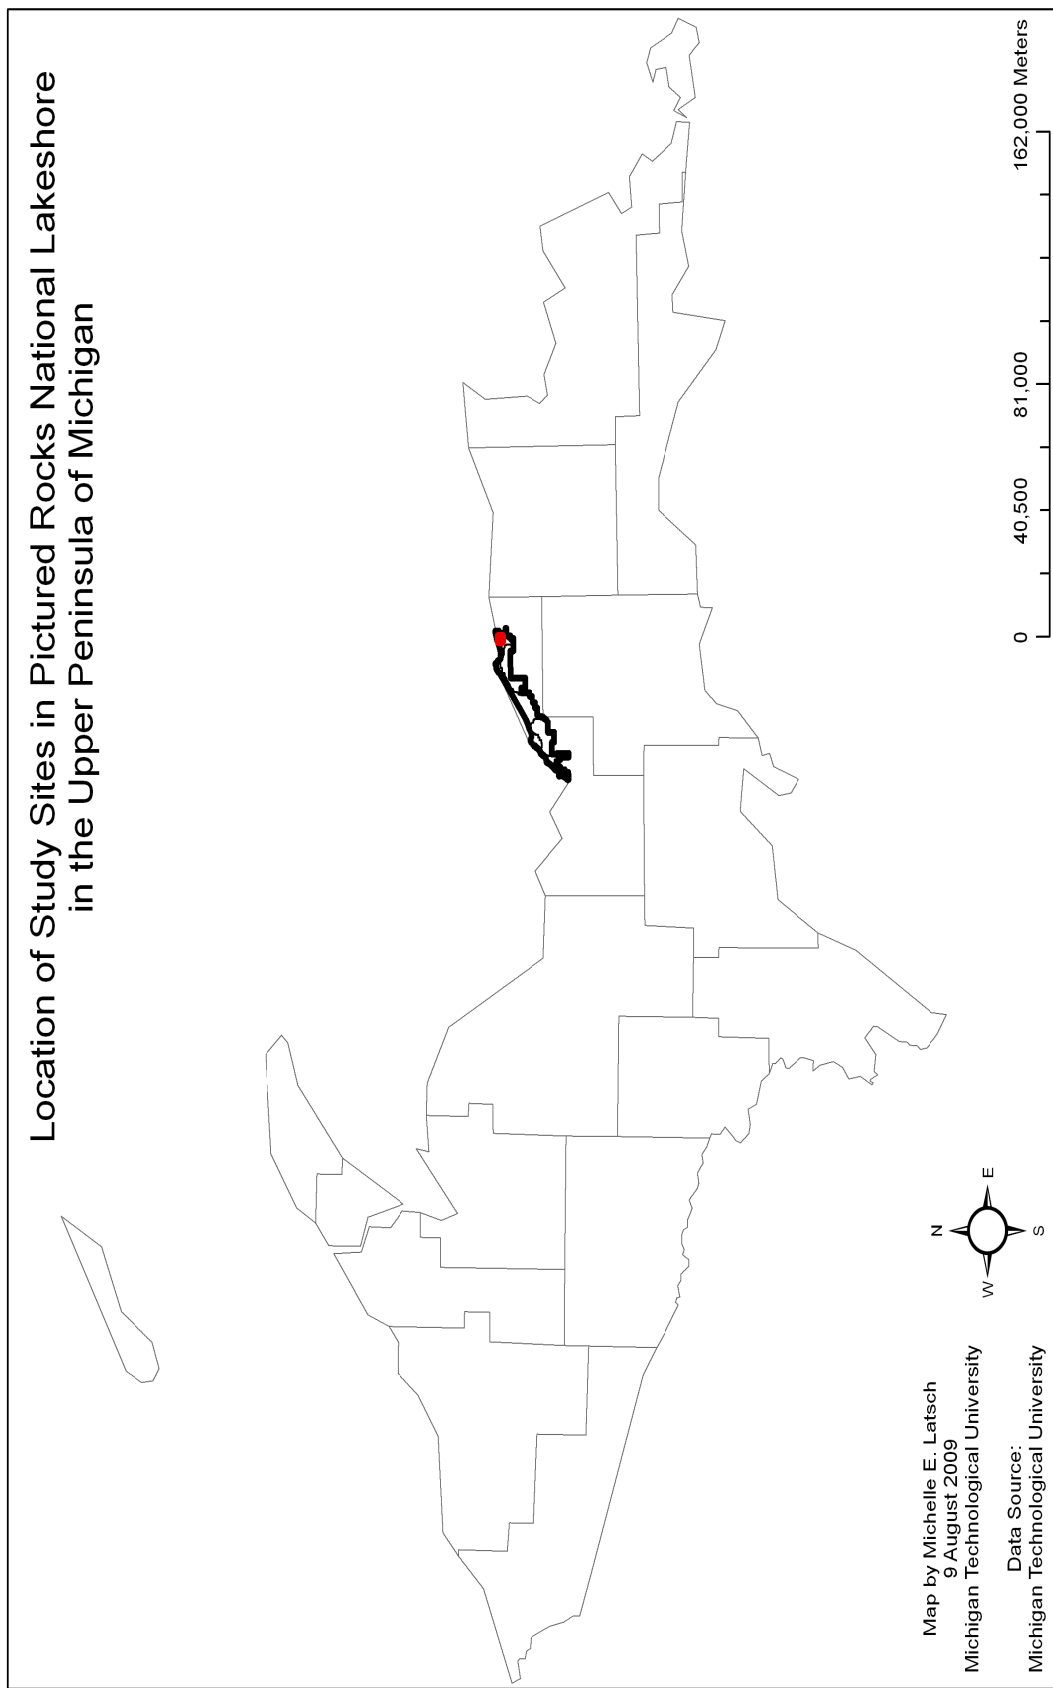 Location of Study Sites in Pictured Rocks National Lakeshore
in the Upper Peninsula of Michigan
N
W
E
S
Map by Michelle E. Latsch
9 August 2009
Michigan Technological University
Data Source:
Michigan Technological University
0
40,500
81,000
162,000 Meters